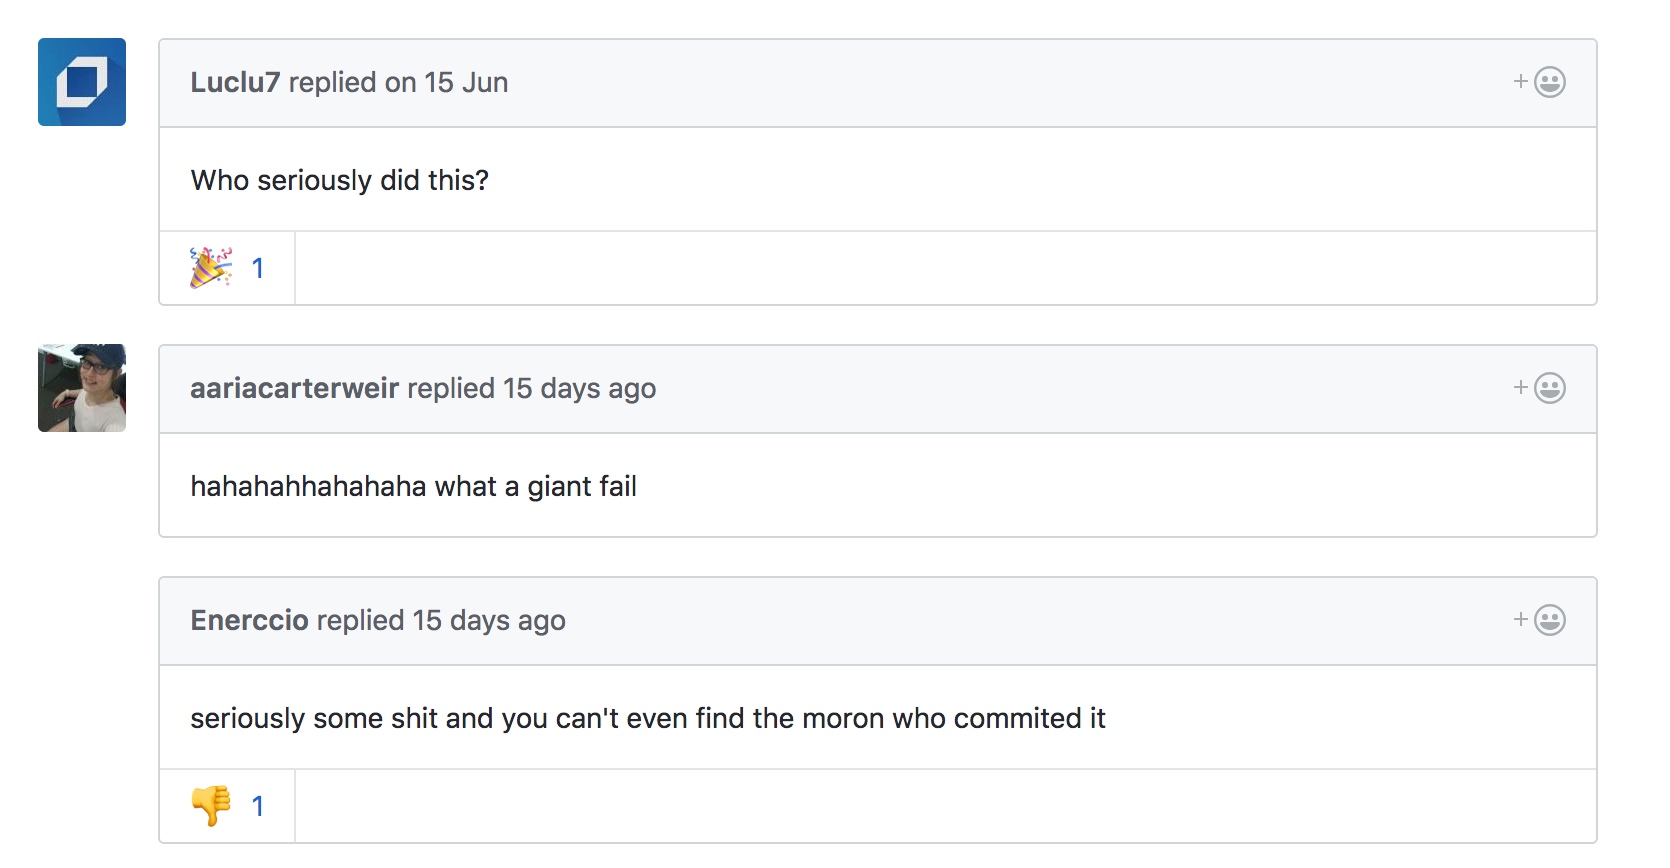 Luclu7 replied on 15 Jun
+
Who seriously did this?
1
aariacarterweir replied 15 days ago
+
hahahahhahahaha what a giant fail
Enerccio replied 15 days ago
+
seriously some shit and you can't even find the moron who commited it
1